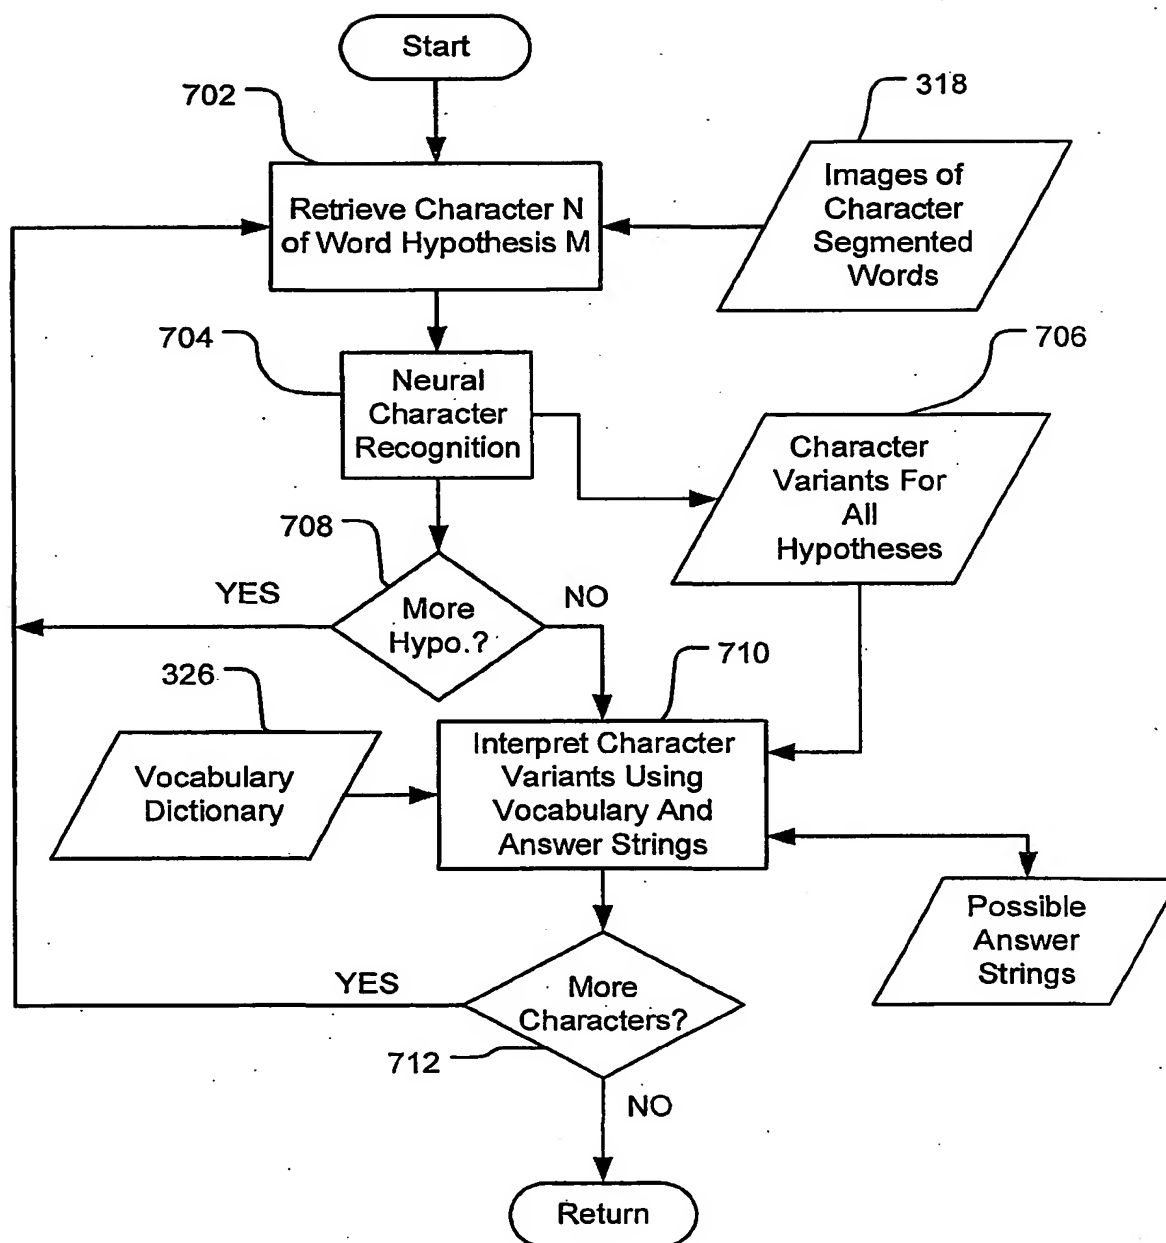 Start
702
318
Retrieve Character N
of Word Hypothesis M
Images of
Character
Segmented
Words
704
Neural
Character
Recognition
706
Character
Variants For
All
Hypotheses
708
YES
More
Hypo.?
NO
326
710
Vocabulary
Dictionary
Interpret Character
Variants Using
Vocabulary And
Answer Strings
Possible
Answer
Strings
YES
More
Characters?
712
NO
Return